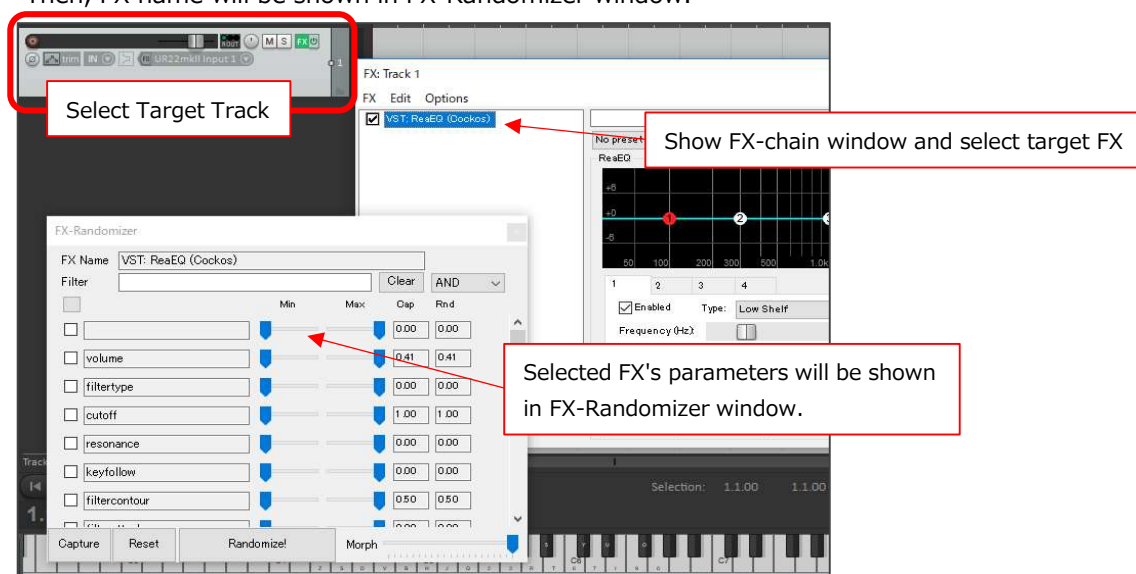 Then, FX name will be shown in FX-Randomizer window.
ROUT M S FX
trim IN UR22mkII Input 1
1
Select Target Track
FX: Track 1
FX Edit Options
VST: ReaEQ (Cockos)
Show FX-chain window and select target FX
No preset
ReaEQ
+6
+0
-6
1 2
50 100 200 300 500 1.0k
1 2 3 4
Enabled Type: Low Shelf
Frequency (Hz):
FX-Randomizer
FX Name VST: ReaEQ (Cockos)
Filter Clear AND
Min Max Cap Rnd
0.00 0.00
volume 0.41 0.41
filtertype 0.00 0.00
cutoff 1.00 1.00
resonance 0.00 0.00
keyfollow 0.00 0.00
filtercontour 0.50 0.50
Selected FX's parameters will be shown
in FX-Randomizer window.
Capture Reset Randomize! Morph
Track
1.
Selection: 1.1.00 1.1.00
C6 C7